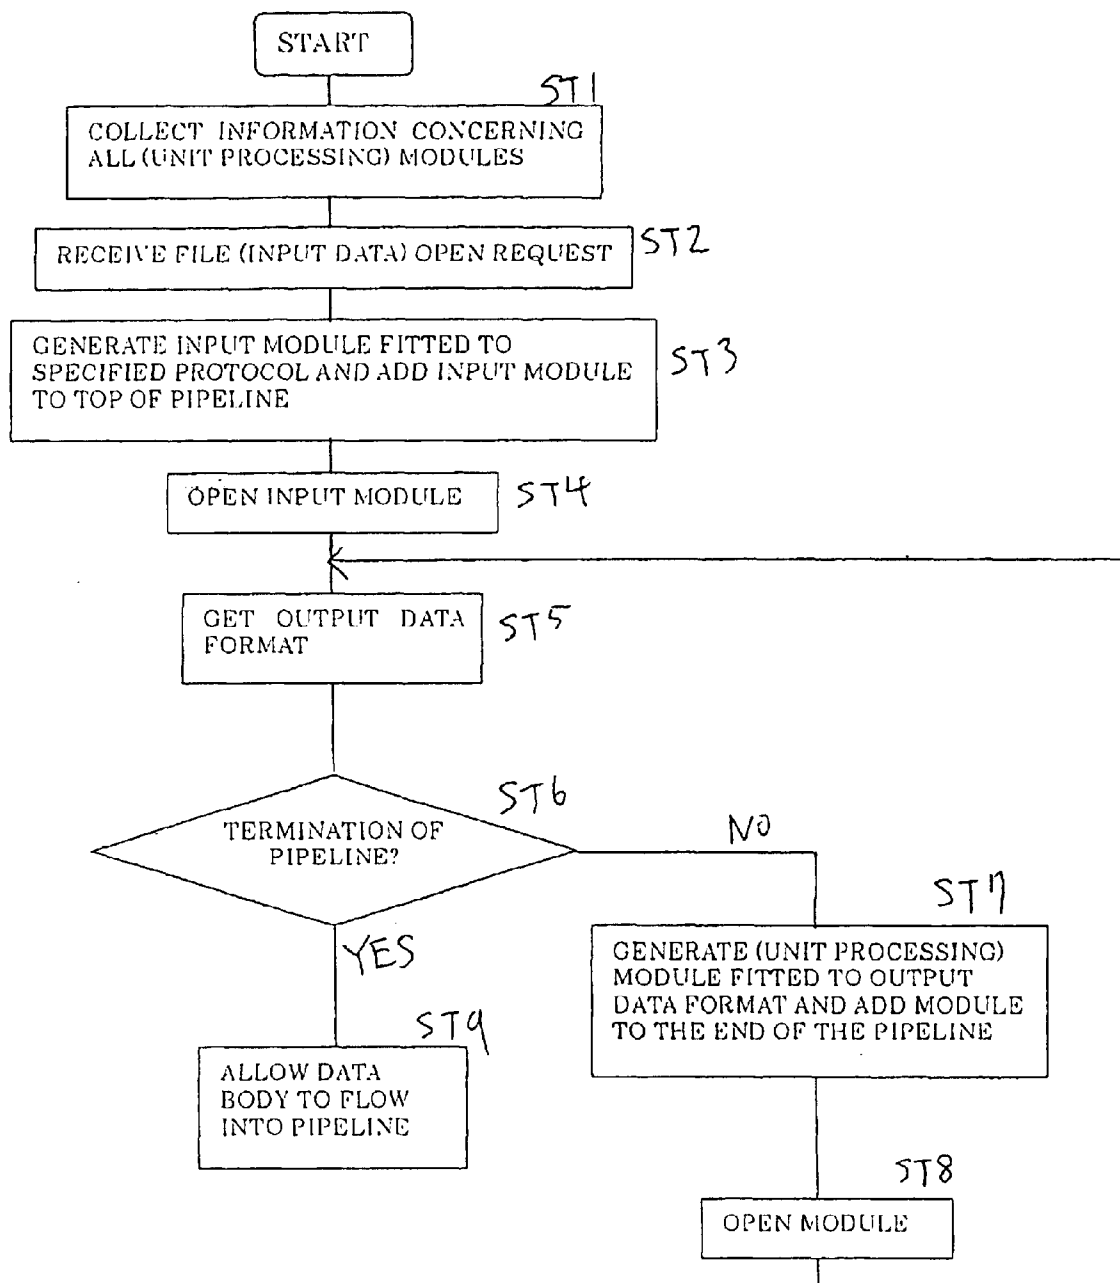 START
ST1
COLLECT INFORMATION CONCERNING
ALL (UNIT PROCESSING) MODULES
RECEIVE FILE (INPUT DATA) OPEN REQUEST
ST2
GENERATE INPUT MODULE FITTED TO
SPECIFIED PROTOCOL AND ADD INPUT MODULE
TO TOP OF PIPELINE
ST3
OPEN INPUT MODULE
ST4
GET OUTPUT DATA
FORMAT
ST5
ST6
TERMINATION OF
PIPELINE?
NO
YES
ST7
GENERATE (UNIT PROCESSING)
MODULE FITTED TO OUTPUT
DATA FORMAT AND ADD MODULE
TO THE END OF THE PIPELINE
ST9
ALLOW DATA
BODY TO FLOW
INTO PIPELINE
ST8
OPEN MODULE